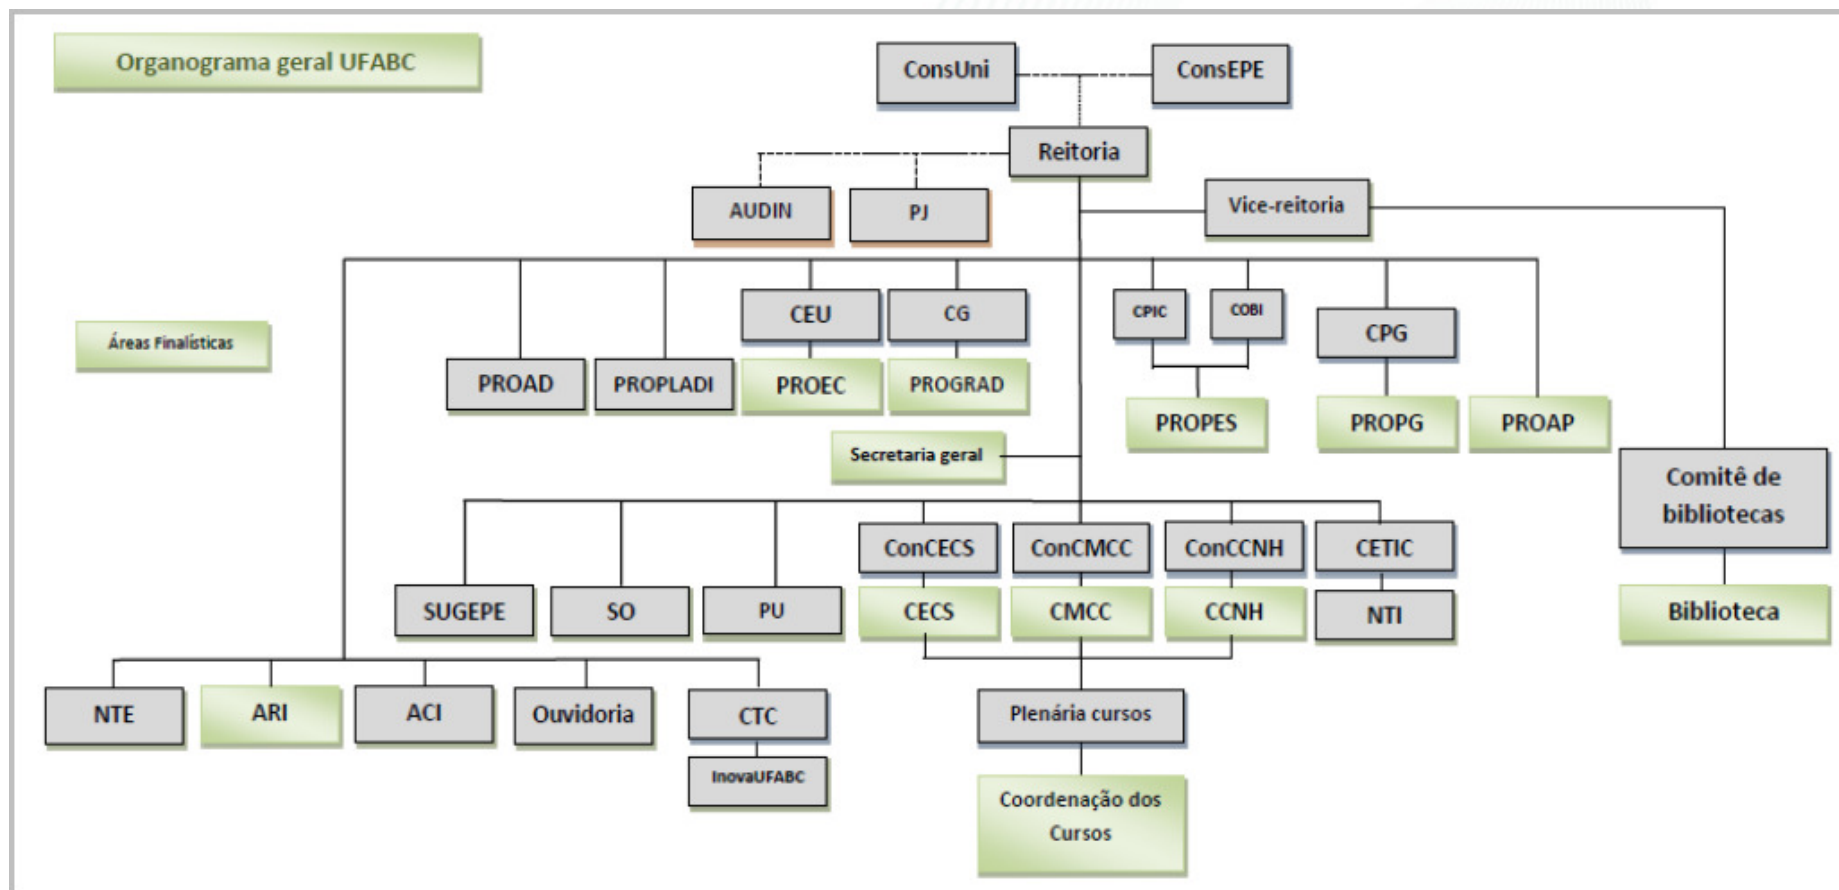 Organograma geral UFABC
ConsUni
ConsEPE
Reitoria
AUDIN
PJ
Vice-reitoria
Áreas Finalísticas
CEU
CG
CPIC
COBI
CPG
PROAD
PROPLADI
PROEC
PROGRAD
PROPES
PROPG
PROAP
Secretaria geral
Comitê de
bibliotecas
ConCECS
ConCMCC
ConCCNH
CETIC
SUGEPE
SO
PU
CECS
CMCC
CCNH
NTI
Biblioteca
NTE
ARI
ACI
Ouvidoria
CTC
Plenária cursos
InovaUFABC
Coordenação dos
Cursos